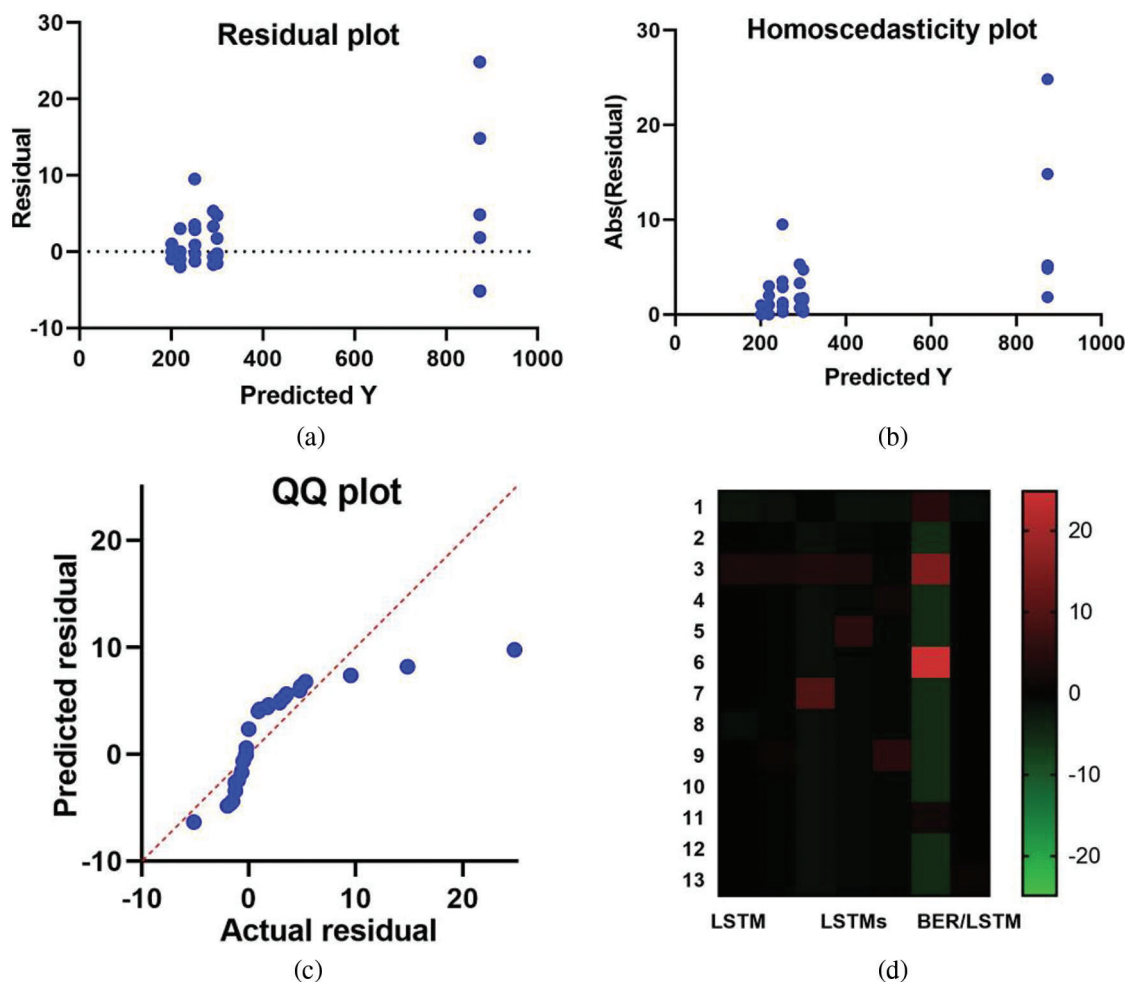 Residual plot
30
20
10
0
-10
Residual
0 200 400 600 800 1000
Predicted Y
(a)
Homoscedasticity plot
30
20
10
0
Abs(Residual)
0 200 400 600 800 1000
Predicted Y
(b)
QQ plot
20
10
0
-10
Predicted residual
-10 0 10 20
Actual residual
(c)
1
2
3
4
5
6
7
8
9
10
11
12
13
LSTM LSTMs BER/LSTM
20
10
0
-10
-20
(d)